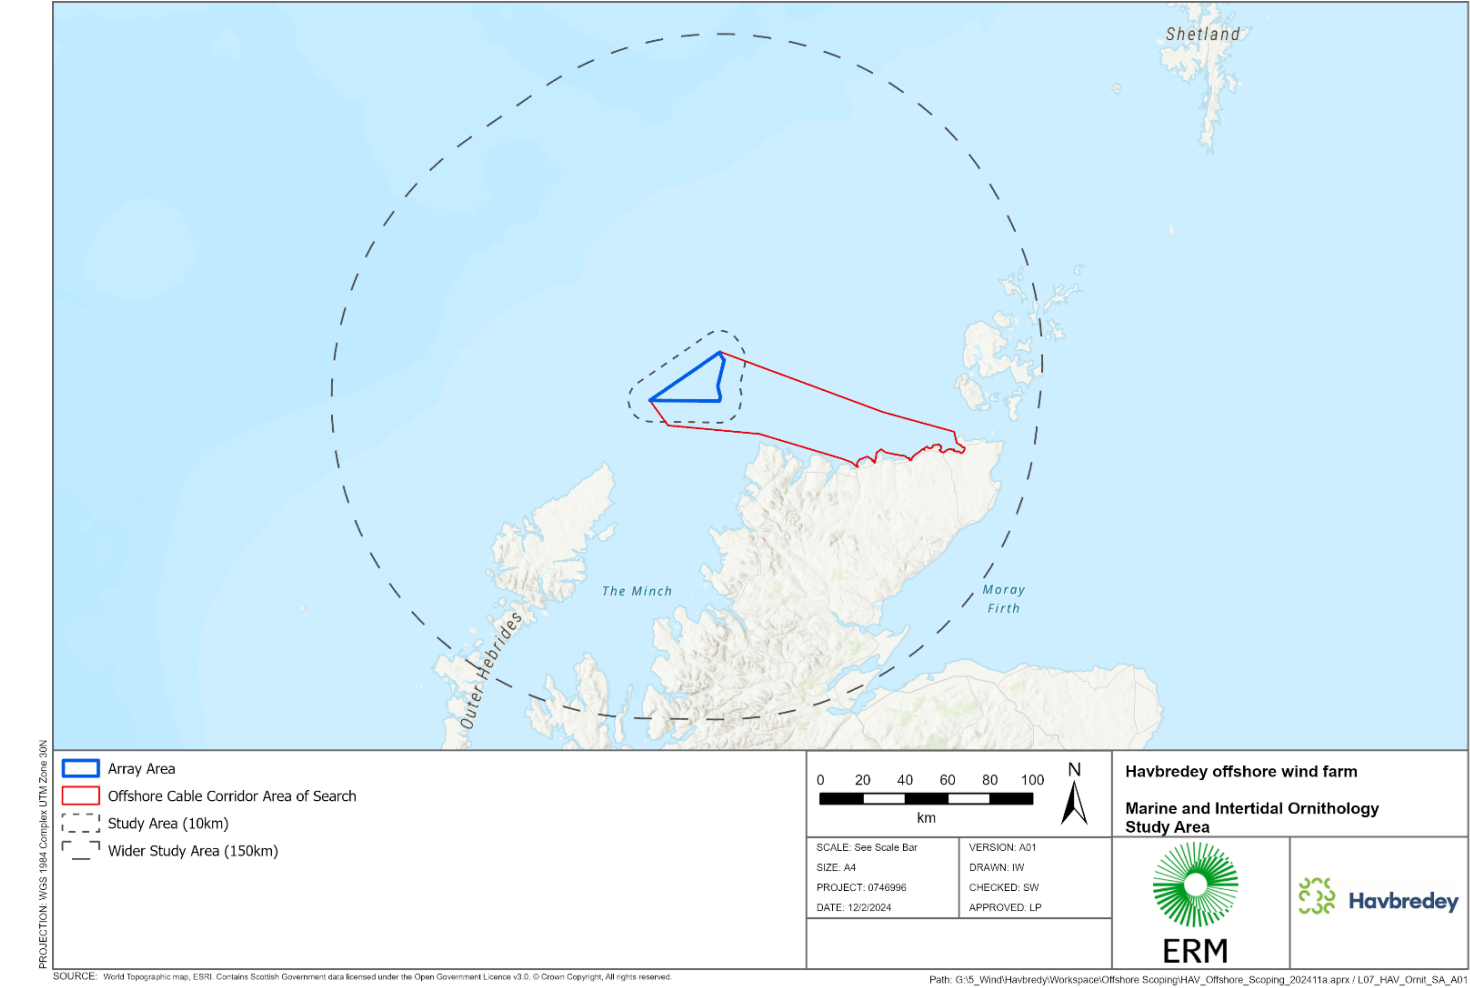 Shetland
The Minch
Moray
Firth
Outer Hebrides
Array Area
Offshore Cable Corridor Area of Search
Study Area (10km)
Wider Study Area (150km)
0 20 40 60 80 100
km
N
SCALE: See Scale Bar
SIZE: A4
PROJECT: 0746996
DATE: 12/2/2024
VERSION: A01
DRAWN: IW
CHECKED: SW
APPROVED: LP
Havbredey offshore wind farm
Marine and Intertidal Ornithology
Study Area
ERM
Havbredey
PROJECTION: WGS 1984 Complex UTM Zone 30N
SOURCE: World Topographic map, ESRI. Contains Scottish Government data licensed under the Open Government Licence v3.0. © Crown Copyright, All rights reserved.
Path: G:\5_Wind\Havbredy\Workspace\Offshore Scoping\HAV_Offshore_Scoping_202411a.aprx / L07_HAV_Ornit_SA_A01